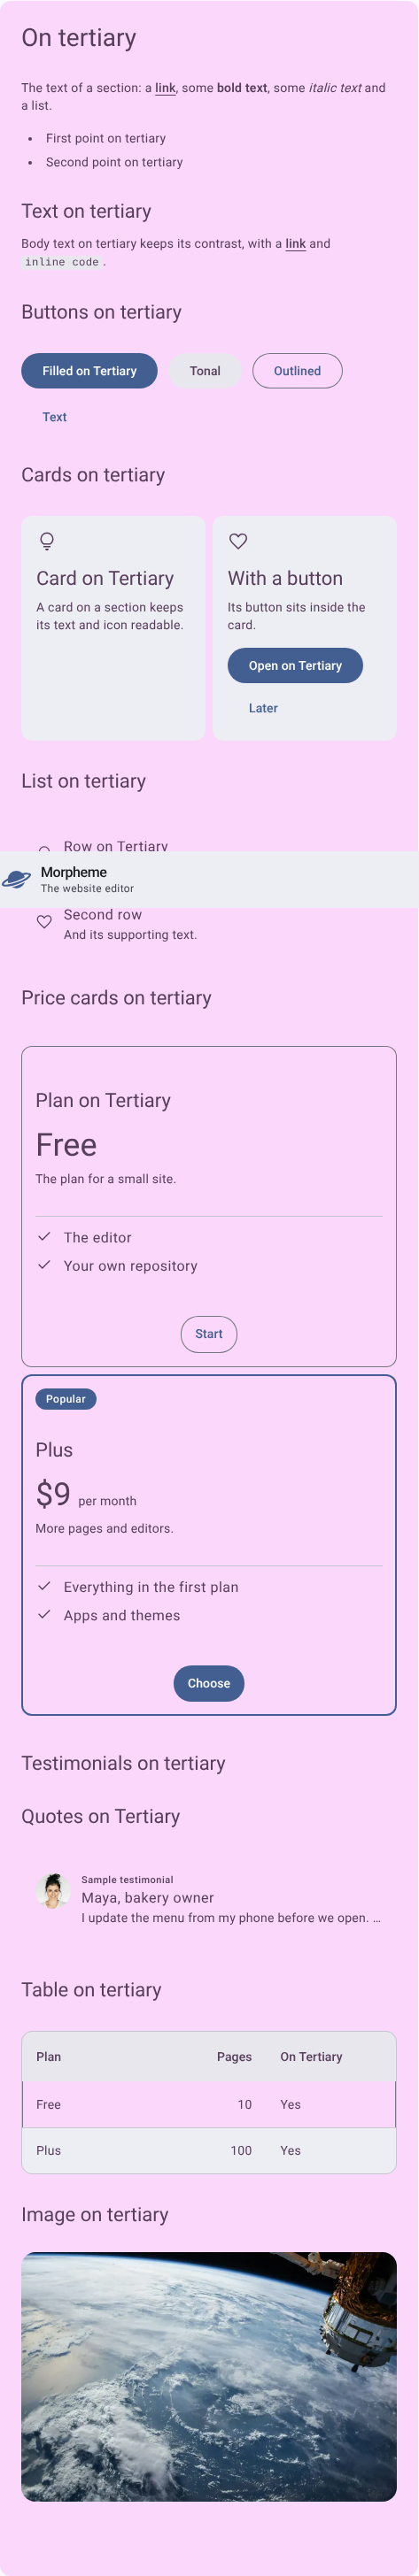 On tertiary
The text of a section: a link, some bold text, some italic text and
a list.
• First point on tertiary
• Second point on tertiary
Text on tertiary
Body text on tertiary keeps its contrast, with a link and
inline code.
Buttons on tertiary
Filled on Tertiary Tonal Outlined
Text
Cards on tertiary
Card on Tertiary
A card on a section keeps
its text and icon readable.
With a button
Its button sits inside the
card.
Open on Tertiary
Later
List on tertiary
Row on Tertiary
Morpheme
The website editor
Second row
And its supporting text.
Price cards on tertiary
Plan on Tertiary
Free
The plan for a small site.
The editor
Your own repository
Start
Popular
Plus
$9 per month
More pages and editors.
Everything in the first plan
Apps and themes
Choose
Testimonials on tertiary
Quotes on Tertiary
Sample testimonial
Maya, bakery owner
I update the menu from my phone before we open. ...
Table on tertiary
Plan Pages On Tertiary
Free 10 Yes
Plus 100 Yes
Image on tertiary